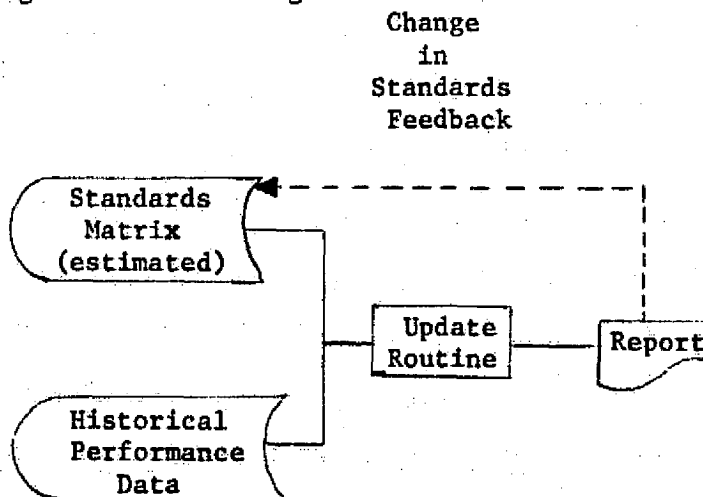 Change
in
Standards
Feedback
Standards
Matrix
(estimated)
Update
Routine
Report
Historical
Performance
Data